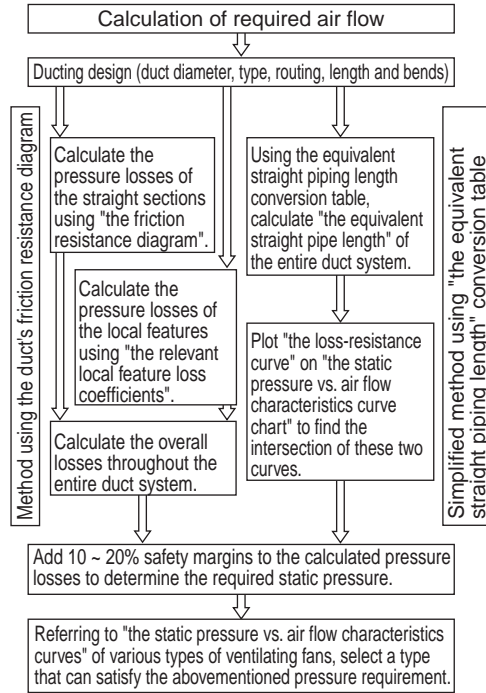 Calculation of required air flow
Ducting design (duct diameter, type, routing, length and bends)
Method using the duct's friction resistance diagram
Calculate the
pressure losses of
the straight sections
using "the friction
resistance diagram".
Calculate the
pressure losses of
the local features
using "the relevant
local feature loss
coefficients".
Calculate the overall
losses throughout the
entire duct system.
Using the equivalent
straight piping length
conversion table,
calculate "the equivalent
straight pipe length" of
the entire duct system.
Plot "the loss-resistance
curve" on "the static
pressure vs. air flow
characteristics curve
chart" to find the
intersection of these two
curves.
Simplified method using "the equivalent
straight piping length" conversion table
Add 10 ~ 20% safety margins to the calculated pressure
losses to determine the required static pressure.
Referring to "the static pressure vs. air flow characteristics
curves" of various types of ventilating fans, select a type
that can satisfy the abovementioned pressure requirement.